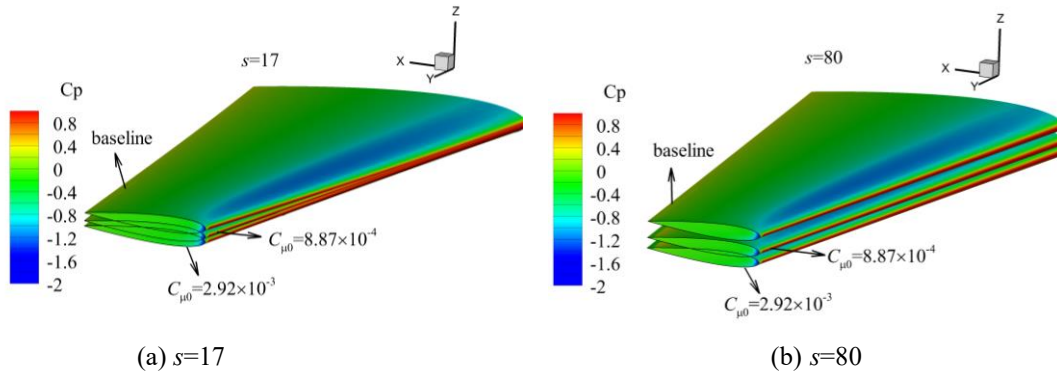 Z
X
Y
s=17
Cp
0.8
0.4
0
-0.4
-0.8
-1.2
-1.6
-2
baseline
Cμ0=8.87×10-4
Cμ0=2.92×10-3
(a) s=17
Z
X
Y
s=80
Cp
0.8
0.4
0
-0.4
-0.8
-1.2
-1.6
-2
baseline
Cμ0=8.87×10-4
Cμ0=2.92×10-3
(b) s=80